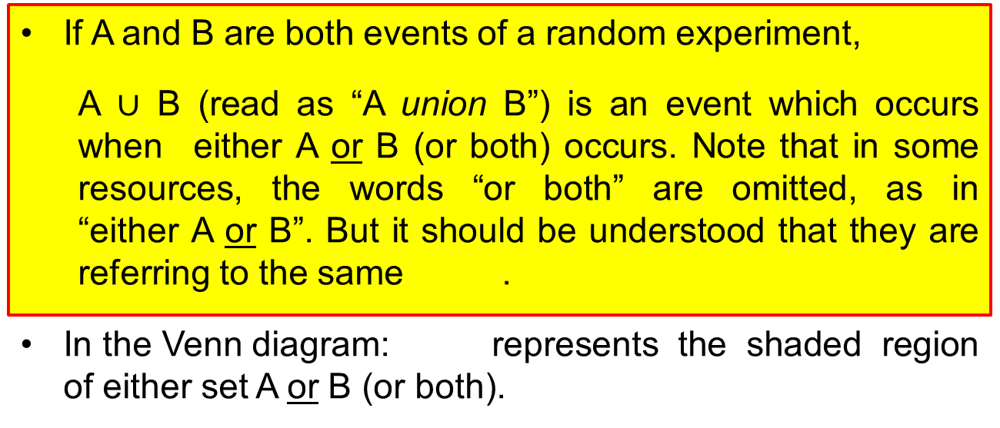 • If A and B are both events of a random experiment,
A ∪ B (read as “A union B”) is an event which occurs
when either A or B (or both) occurs. Note that in some
resources, the words “or both” are omitted, as in
“either A or B”. But it should be understood that they are
referring to the same .
• In the Venn diagram: represents the shaded region
of either set A or B (or both).